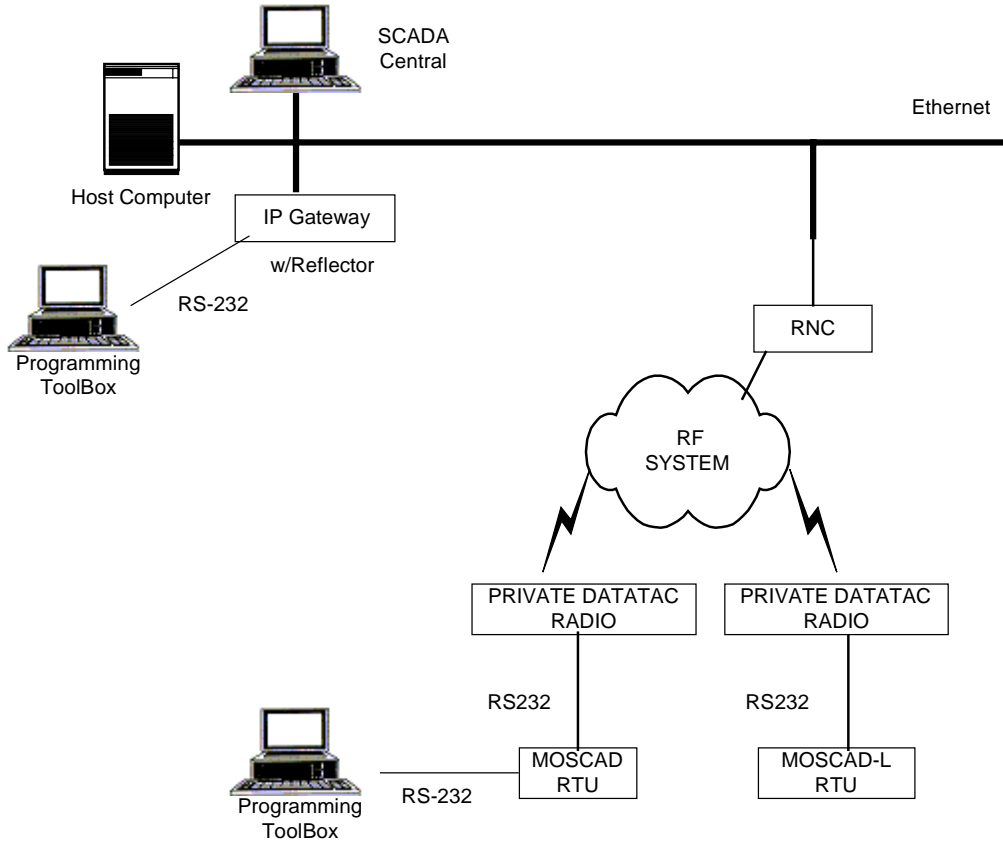 SCADA
Central
Ethernet
Host Computer
IP Gateway
w/Reflector
RS-232
Programming
ToolBox
RNC
RF
SYSTEM
PRIVATE DATATAC
RADIO
PRIVATE DATATAC
RADIO
RS232
RS232
MOSCAD
RTU
MOSCAD-L
RTU
RS-232
Programming
ToolBox